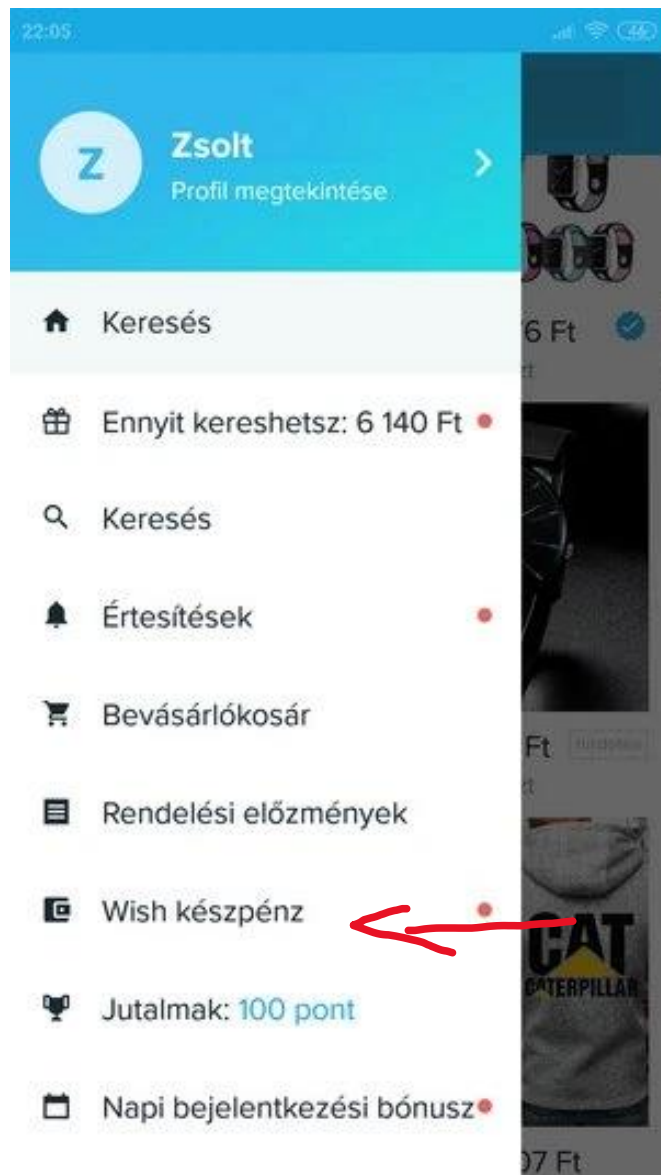 22:05
46
Z
Zsolt
Profil megtekintése
Keresés
6 Ft
Ennyit kereshetsz: 6 140 Ft
Keresés
Értesítések
Bevásárlókosár
Ft
Rendelési előzmények
Wish készpénz
CAT
CATERPILLAR
Jutalmak: 100 pont
Napi bejelentkezési bónusz
07 Ft